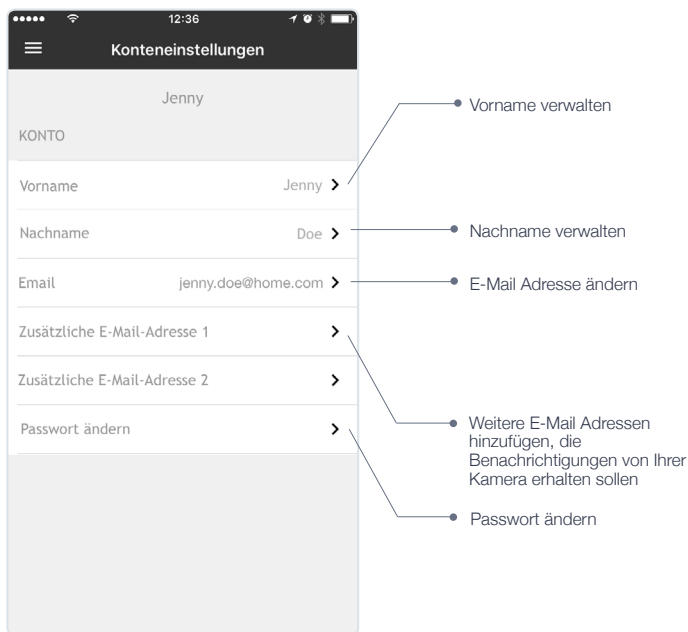 12:36
Konteneinstellungen
Jenny
KONTO
Vorname Jenny
Nachname Doe
Email jenny.doe@home.com
Zusätzliche E-Mail-Adresse 1
Zusätzliche E-Mail-Adresse 2
Passwort ändern
Vorname verwalten
Nachname verwalten
E-Mail Adresse ändern
Weitere E-Mail Adressen
hinzufügen, die
Benachrichtigungen von Ihrer
Kamera erhalten sollen
Passwort ändern